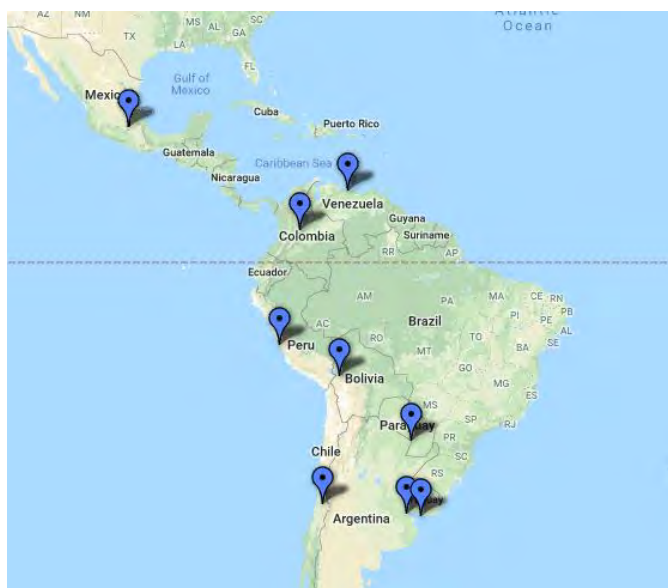 Atlantic
Ocean
AZ
NM
MS
AL
SC
TX
LA
GA
FL
Gulf of
Mexico
Mexico
Cuba
Puerto Rico
Guatemala
Caribbean Sea
Nicaragua
Venezuela
Guyana
Suriname
Colombia
RR
AP
Ecuador
AM
PA
MA
CE
RN
PI
PB
AC
RO
TO
AL
SE
Peru
Brazil
MT
BA
GO
Bolivia
MG
MS
ES
SP
RJ
Paraguay
PR
Chile
SC
RS
Argentina